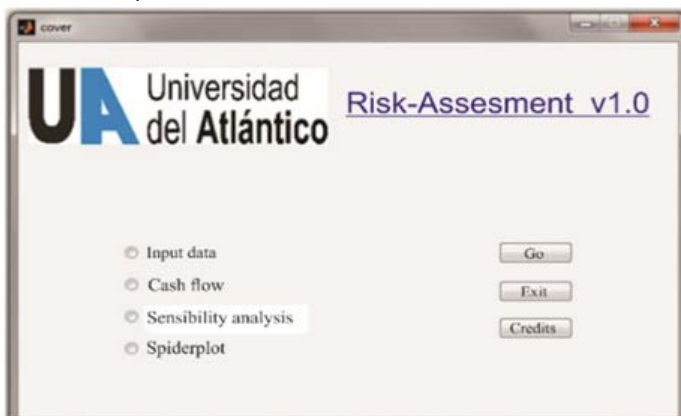 cover
UA Universidad
del Atlántico
Risk-Assesment v1.0
Input data
Cash flow
Sensibility analysis
Spiderplot
Go
Exit
Credits